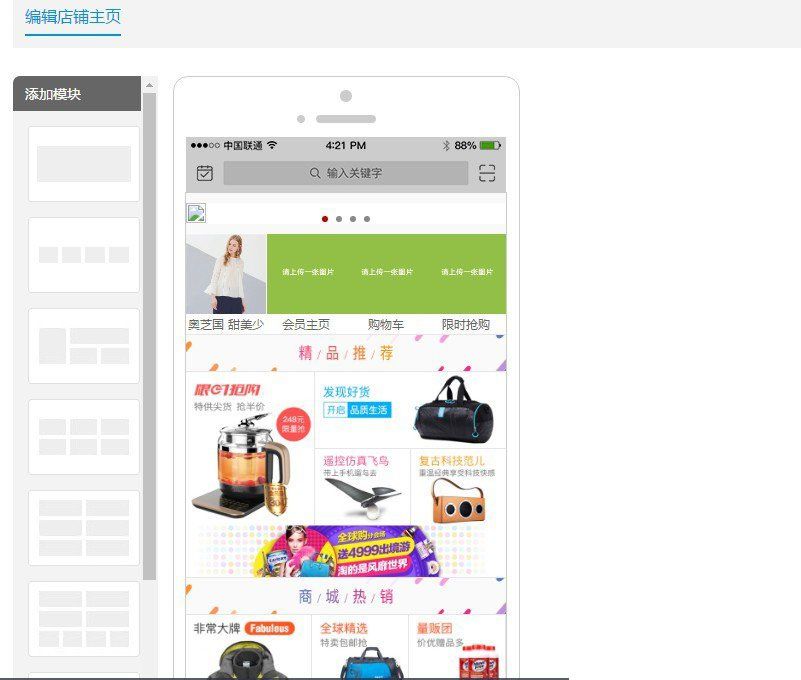 编辑店铺主页
添加模块
中国联通 4:21 PM 88%
输入关键字
请上传一张图片 请上传一张图片 请上传一张图片
奥芝国 甜美少 会员主页 购物车 限时抢购
精 / 品 / 推 / 荐
限时抢购
特供尖货 抢半价
248元
限量抢
发现好货
开启 品质生活
遥控仿真飞鸟
带上手机遛鸟去
复古科技范儿
重温经典享受科技快感
全球购 分会场
送4999出境游
淘的是风扇世界
商 / 城 / 热 / 销
非常大牌 Fabulous
全球精选
特卖包邮抢
量贩团
价优赠品多